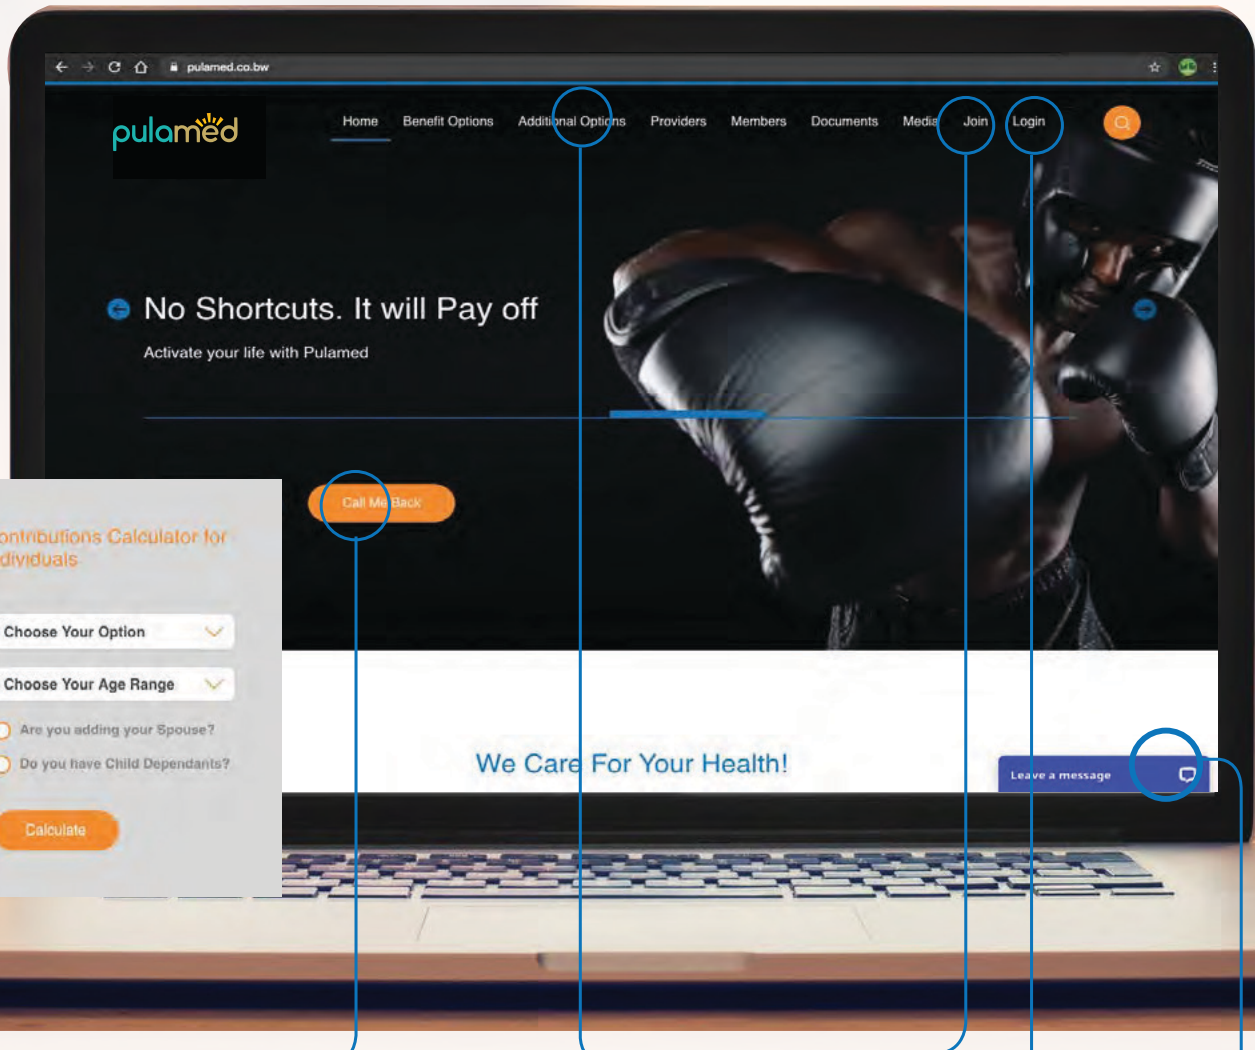 pulamed.co.bw
pulamed
Home Benefit Options Additional Options Providers Members Documents Media Join Login
No Shortcuts. It will Pay off
Activate your life with Pulamed
Call Me Back
ontributions Calculator for
dividuals
Choose Your Option
Choose Your Age Range
Are you adding your Spouse?
Do you have Child Dependants?
Calculate
We Care For Your Health!
Leave a message